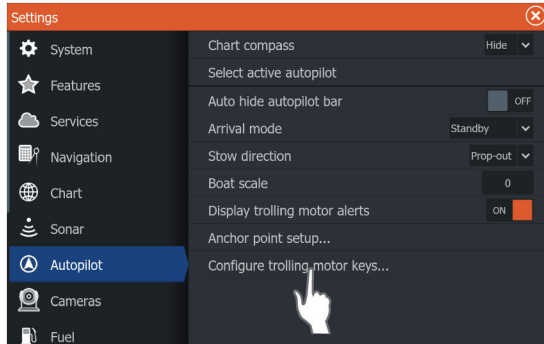 Settings
System
Features
Services
Navigation
Chart
Sonar
Autopilot
Cameras
Fuel
Chart compass Hide
Select active autopilot
Auto hide autopilot bar OFF
Arrival mode Standby
Stow direction Prop-out
Boat scale 0
Display trolling motor alerts ON
Anchor point setup...
Configure trolling motor keys...